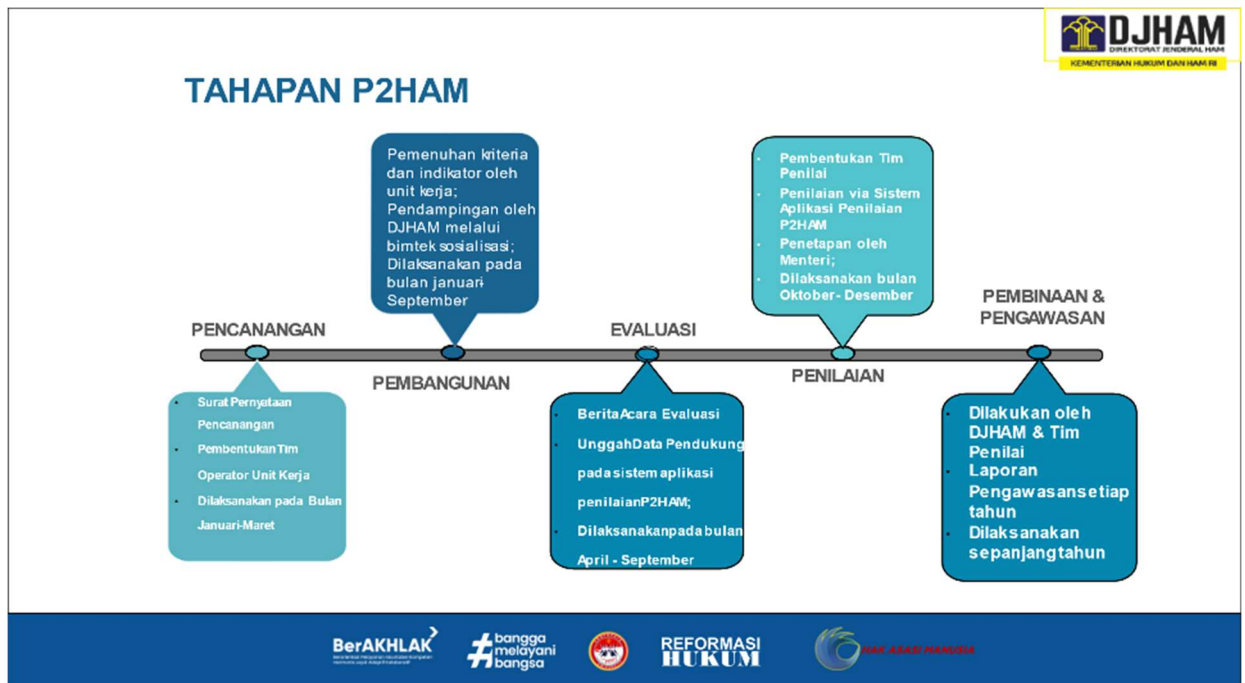 DJHAM
DIREKTORAT JENDERAL HAM
KEMENTERIAN HUKUM DAN HAM RI
TAHAPAN P2HAM
PENCANANGAN
Surat Pernyataan
Pencanangan
Pembentukan Tim
Operator Unit Kerja
Dilaksanakan pada Bulan
Januari-Maret
Pemenuhan kriteria
dan indikator oleh
unit kerja;
Pendampingan oleh
DJHAM melalui
bimtek sosialisasi;
Dilaksanakan pada
bulan januari-
September
PEMBANGUNAN
EVALUASI
BeritaAcara Evaluasi
UnggahData Pendukung
pada sistem aplikasi
penilaianP2HAM;
Dilaksanakanpada bulan
April - September
Pembentukan Tim
Penilai
Penilaian via Sistem
Aplikasi Penilaian
P2HAM
Penetapan oleh
Menteri;
Dilaksanakan bulan
Oktober- Desember
PENILAIAN
PEMBINAAN &
PENGAWASAN
Dilakukan oleh
DJHAM & Tim
Penilai
Laporan
Pengawasansetiap
tahun
Dilaksanakan
sepanjangtahun
BerAKHLAK
#bangga
melayani
bangsa
REFORMASI
HUKUM
HAK ASASI MANUSIA